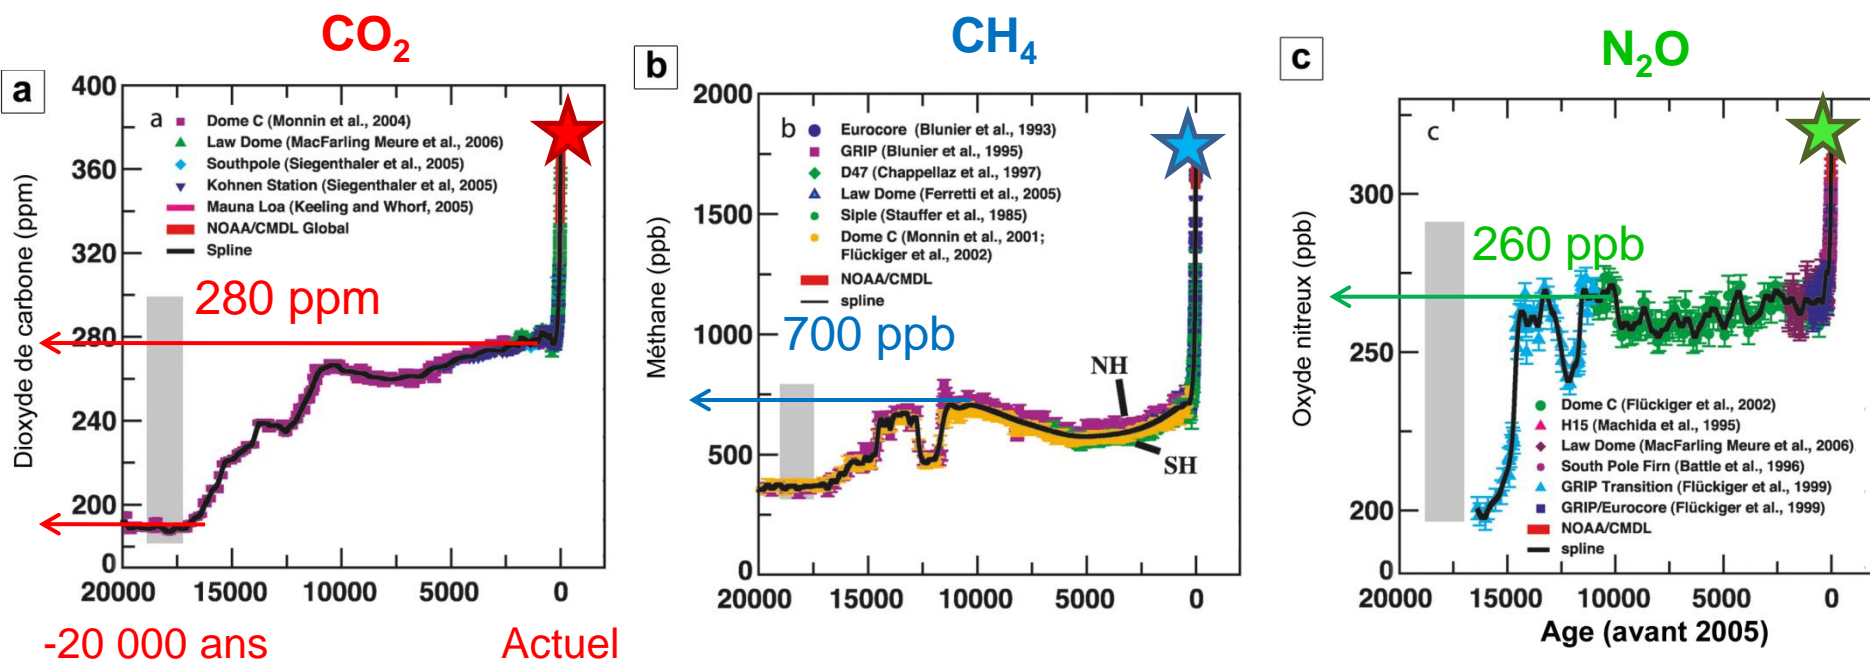 CO2
a
400
360
320
280
240
200
0
Dioxyde de carbone (ppm)
a
Dome C (Monnin et al., 2004)
Law Dome (MacFarling Meure et al., 2006)
Southpole (Siegenthaler et al., 2005)
Kohnen Station (Siegenthaler et al, 2005)
Mauna Loa (Keeling and Whorf, 2005)
NOAA/CMDL Global
Spline
280 ppm
20000 15000 10000 5000 0
-20 000 ans Actuel
CH4
b
2000
1500
1000
500
0
Méthane (ppb)
b
Eurocore (Blunier et al., 1993)
GRIP (Blunier et al., 1995)
D47 (Chappellaz et al., 1997)
Law Dome (Ferretti et al., 2005)
Siple (Stauffer et al., 1985)
Dome C (Monnin et al., 2001;
Flückiger et al., 2002)
NOAA/CMDL
spline
700 ppb
NH
SH
20000 15000 10000 5000 0
N2O
c
300
250
200
0
Oxyde nitreux (ppb)
c
260 ppb
Dome C (Flückiger et al., 2002)
H15 (Machida et al., 1995)
Law Dome (MacFarling Meure et al., 2006)
South Pole Firn (Battle et al., 1996)
GRIP Transition (Flückiger et al., 1999)
GRIP/Eurocore (Flückiger et al., 1999)
NOAA/CMDL
spline
20000 15000 10000 5000 0
Age (avant 2005)